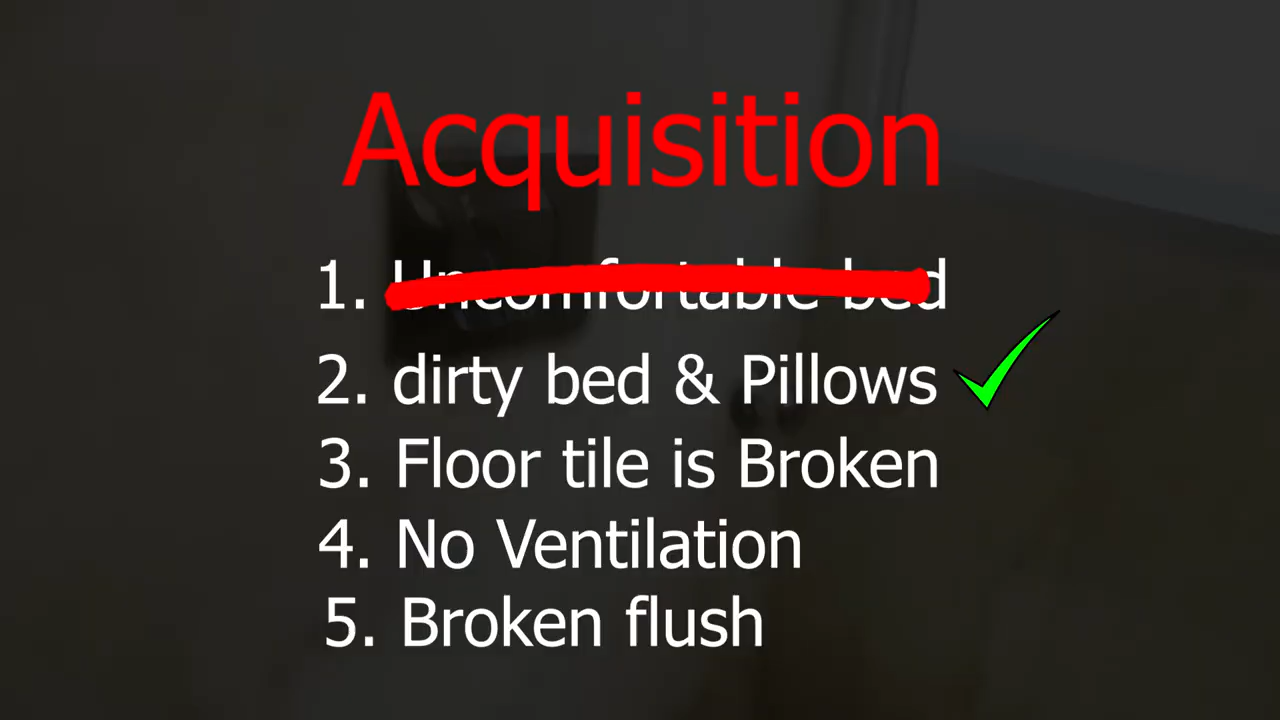 Acquisition
1. Uncomfortable bed
2. dirty bed & Pillows
3. Floor tile is Broken
4. No Ventilation
5. Broken flush